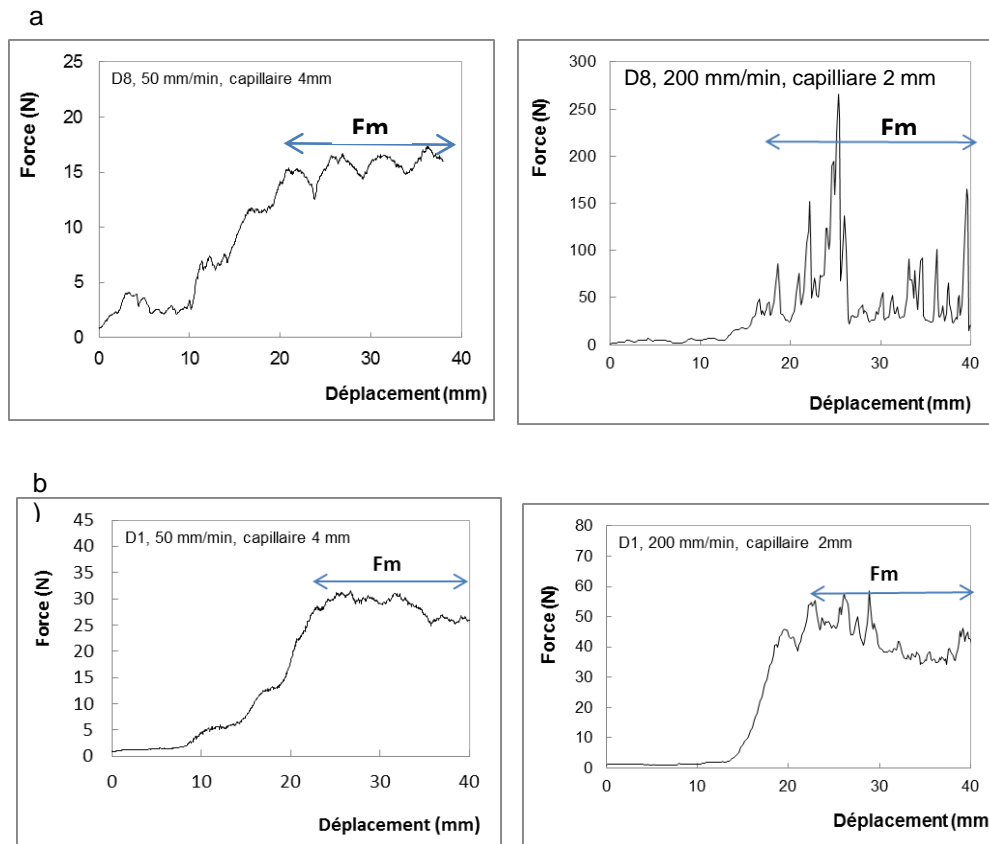 a
25
20
15
10
5
0
Force (N)
D8, 50 mm/min, capillaire 4mm
Fm
0 10 20 30 40
Déplacement (mm)
300
250
200
150
100
50
0
Force (N)
D8, 200 mm/min, capilliare 2 mm
Fm
0 10 20 30 40
Déplacement (mm)
b
)
45
40
35
30
25
20
15
10
5
0
Force (N)
D1, 50 mm/min, capillaire 4 mm
Fm
0 10 20 30 40
Déplacement (mm)
80
70
60
50
40
30
20
10
0
Force (N)
D1, 200 mm/min, capillaire 2mm
Fm
0 10 20 30 40
Déplacement (mm